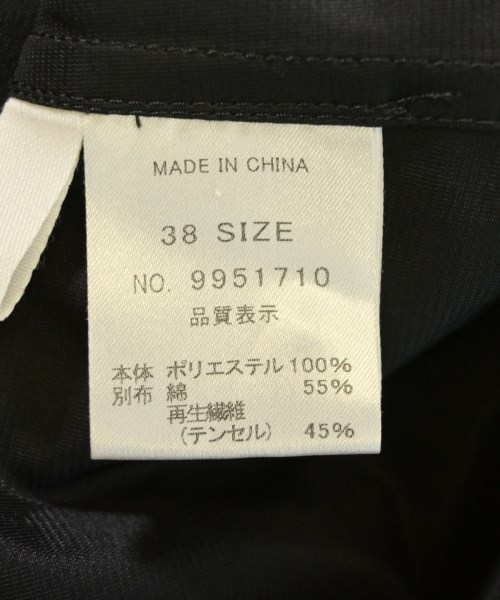 MADE IN CHINA
38 SIZE
NO. 9951710
品質表示
本体 ポリエステル 100%
別布 綿 55%
再生繊維
(テンセル) 45%